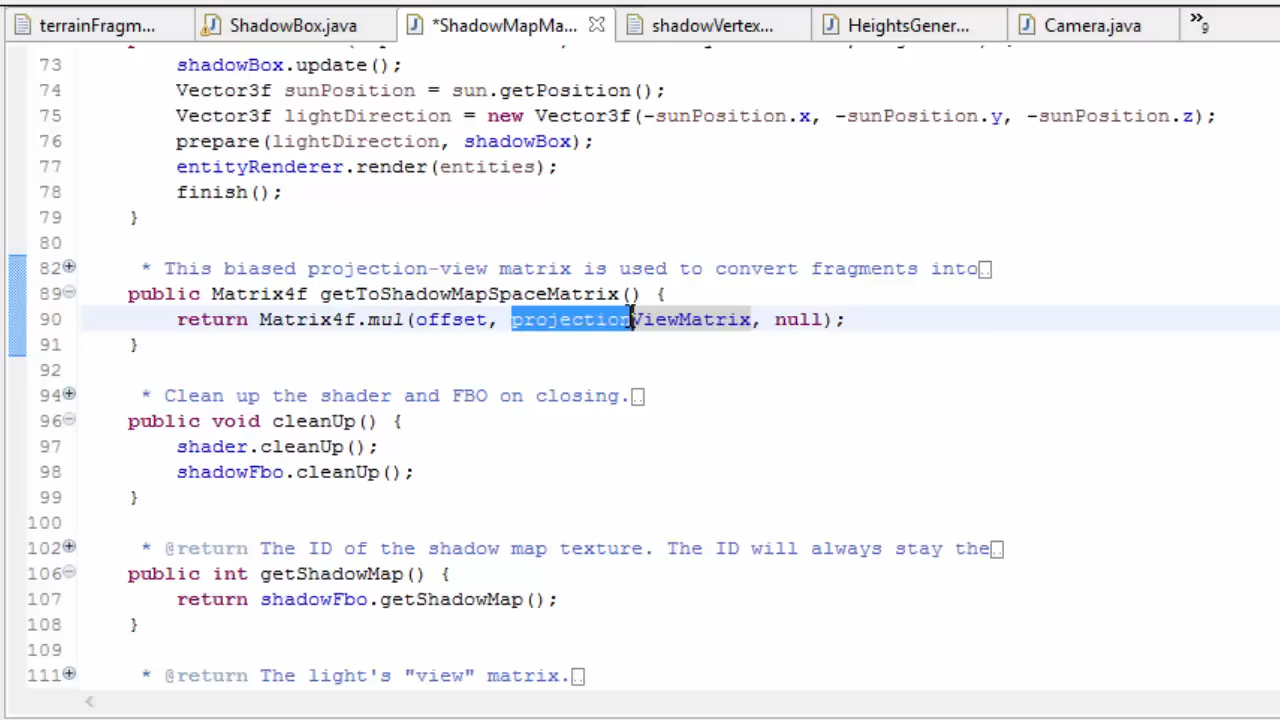 terrainFragm... ShadowBox.java *ShadowMapMa... shadowVertex... HeightsGener... Camera.java 9
73 shadowBox.update();
74 Vector3f sunPosition = sun.getPosition();
75 Vector3f lightDirection = new Vector3f(-sunPosition.x, -sunPosition.y, -sunPosition.z);
76 prepare(lightDirection, shadowBox);
77 entityRenderer.render(entities);
78 finish();
79 }
80
82 * This biased projection-view matrix is used to convert fragments into
89 public Matrix4f getToShadowMapSpaceMatrix() {
90 return Matrix4f.mul(offset, projectionViewMatrix, null);
91 }
92
94 * Clean up the shader and FBO on closing.
96 public void cleanUp() {
97 shader.cleanUp();
98 shadowFbo.cleanUp();
99 }
100
102 * @return The ID of the shadow map texture. The ID will always stay the
106 public int getShadowMap() {
107 return shadowFbo.getShadowMap();
108 }
109
111 * @return The light's "view" matrix.